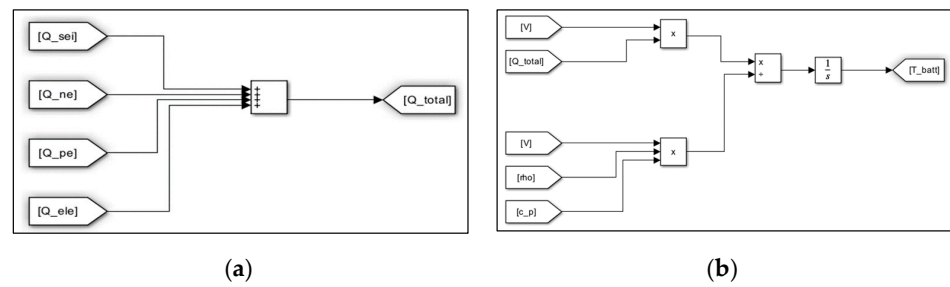 [Q_sei]
[Q_ne]
[Q_pe]
[Q_ele]
+
+
+
+
[Q_total]
(a)
[V]
[Q_total]
x
[V]
[rho]
[c_p]
x
x
÷
1
s
[T_batt]
(b)